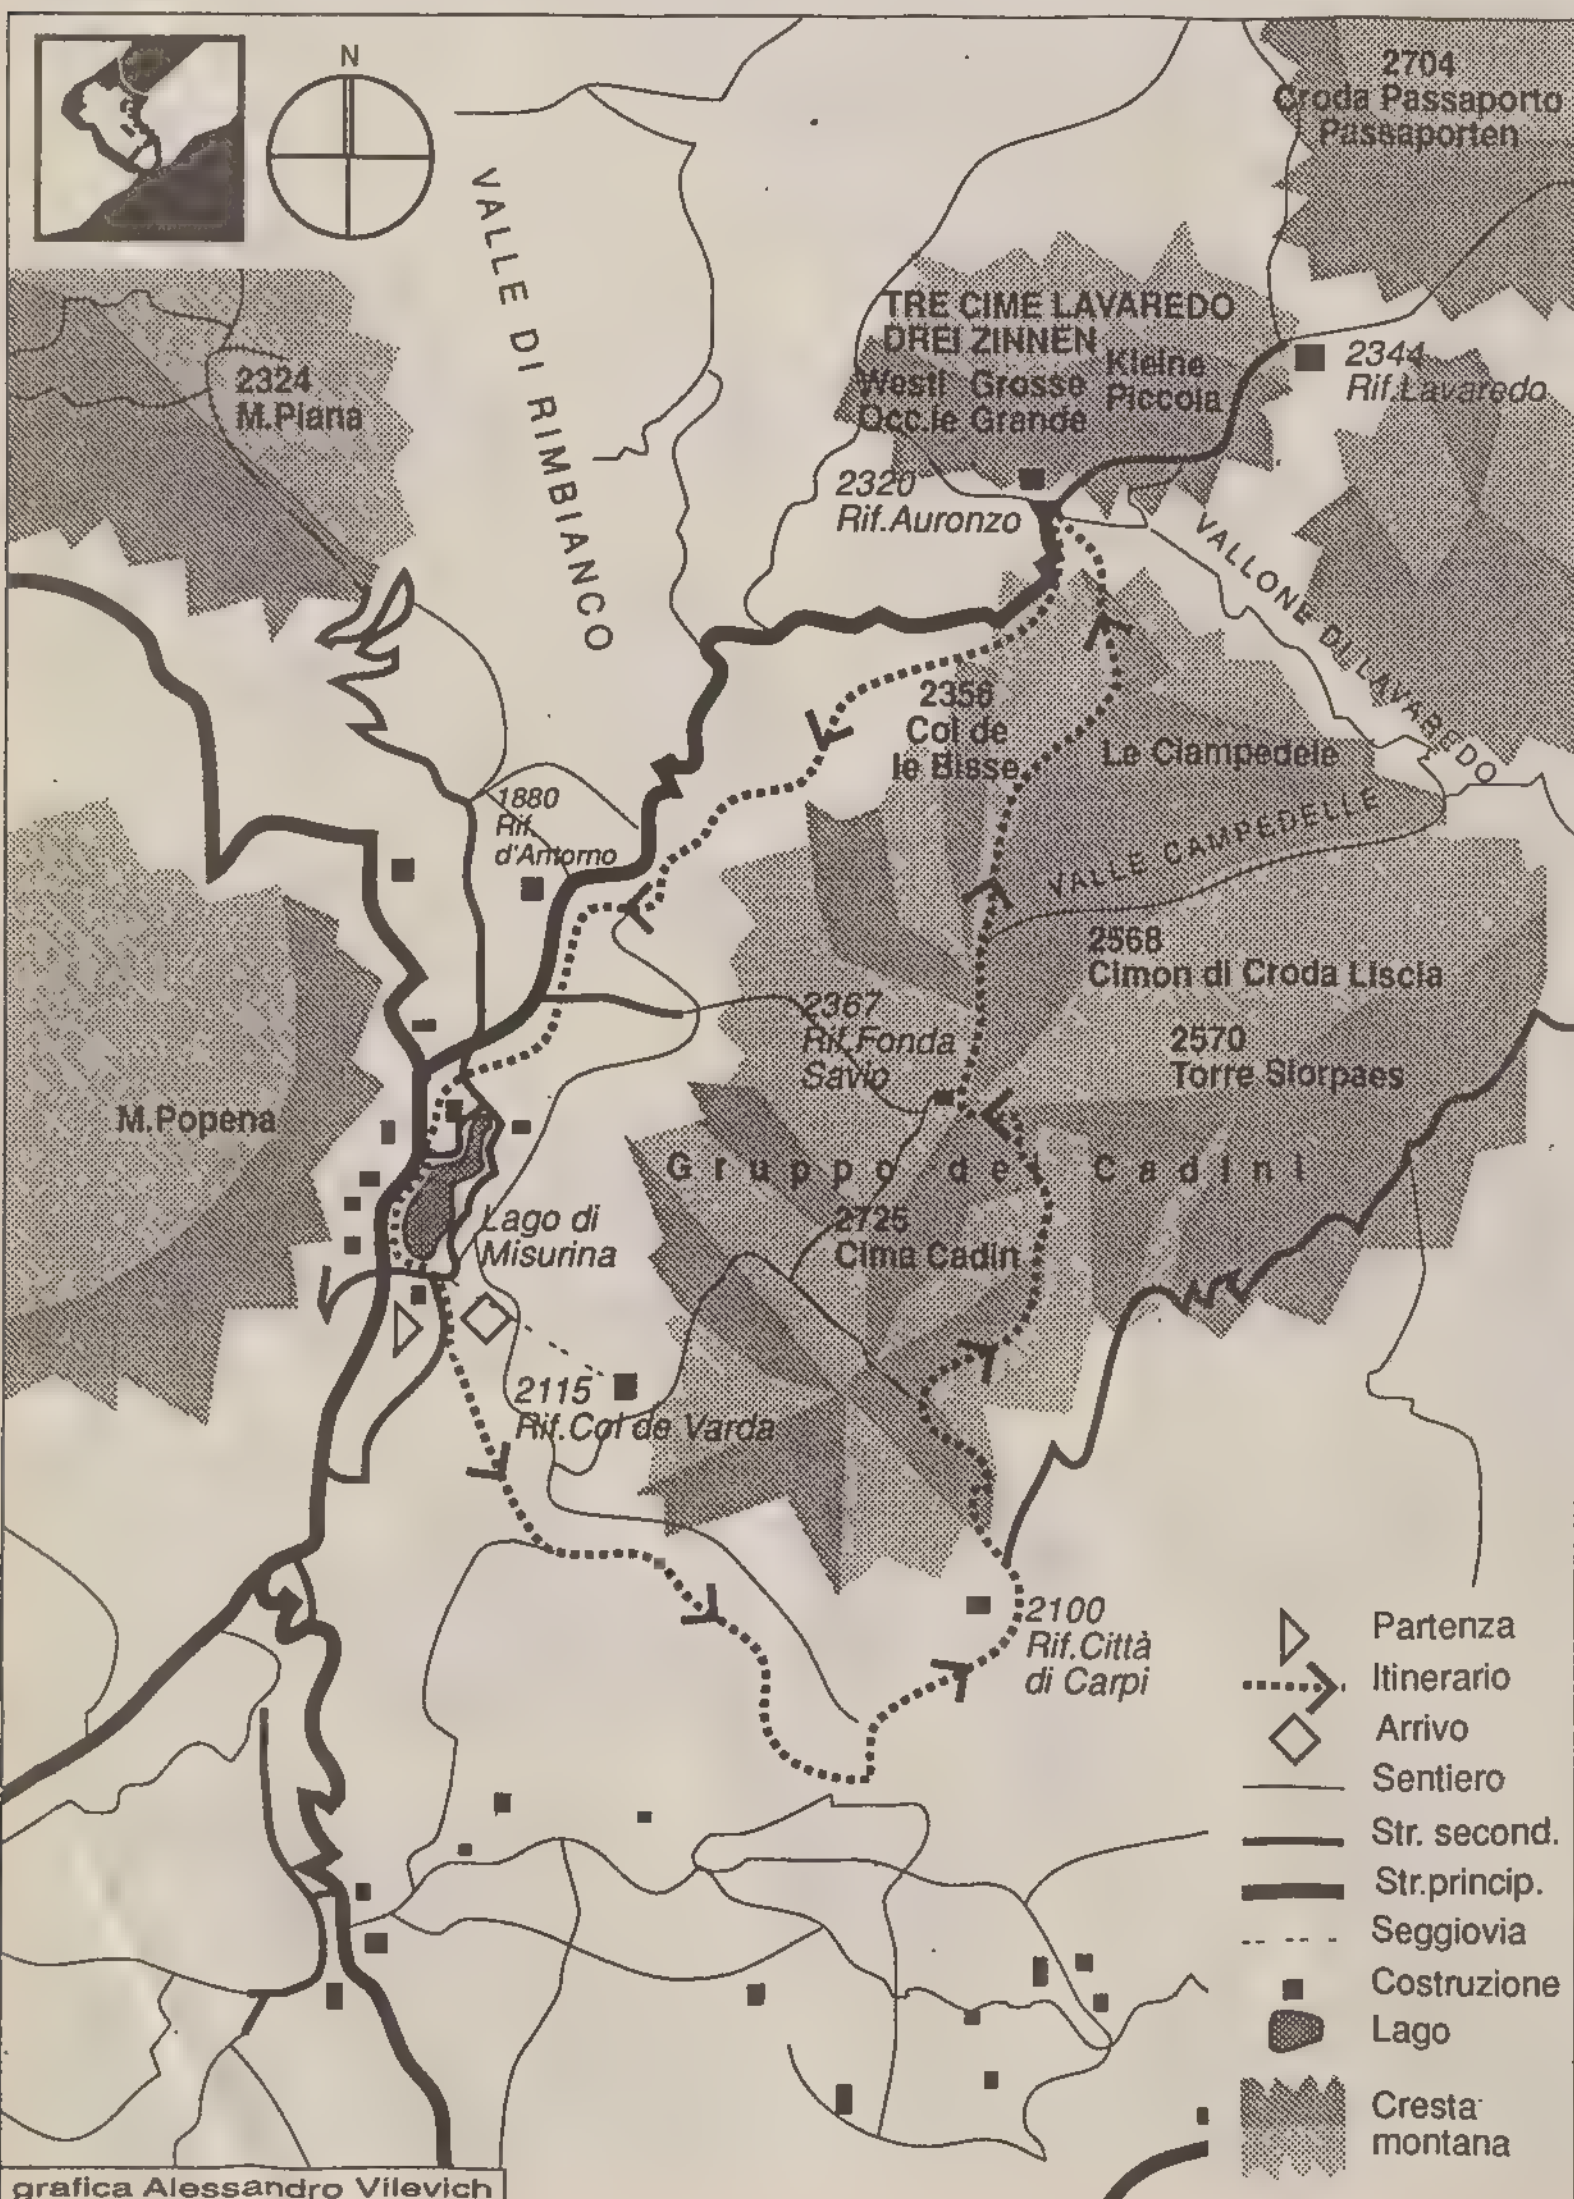 N
2704
Croda Passaporto
Passaporten
VALLE DI RIMBIANCO
TRE CIME LAVAREDO
DREI ZINNEN
Westl Grosse Kleine
Occ.le Grande Piccola
2344
Rif.Lavaredo
2324
M.Piana
2320
Rif.Auronzo
VALLONE DI LAVAREDO
2356
Col de
le Bisse
Le Ciampedele
1880
Rif.
d'Antorno
VALLE CAMPEDELLE
2568
Cimon di Croda Liscia
2367
Rif.Fonda
Savio
2570
Torre Siorpaes
M.Popena
Gruppo dei Cadini
2725
Cima Cadin
Lago di
Misurina
2115
Rif.Col de Varda
2100
Rif.Città
di Carpi
Partenza
Itinerario
Arrivo
Sentiero
Str. second.
Str.princip.
Seggiovia
Costruzione
Lago
Cresta
montana
grafica Alessandro Vilevich